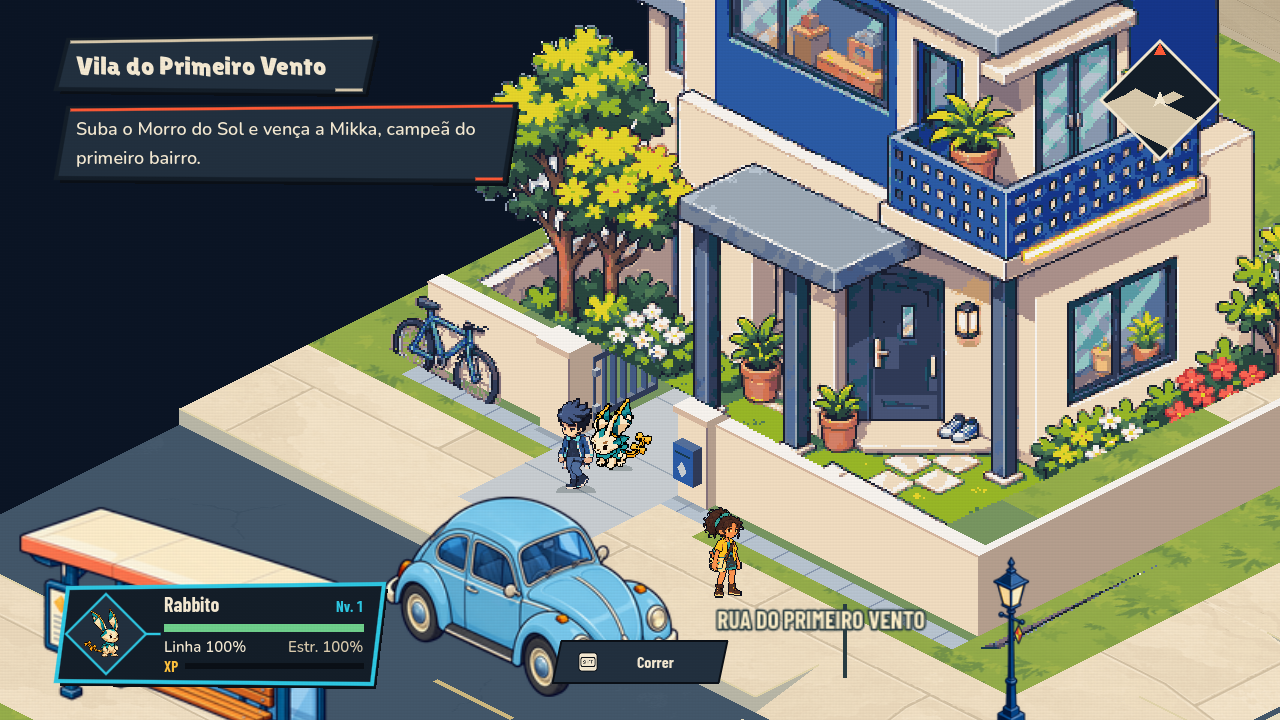 Vila do Primeiro Vento
Suba o Morro do Sol e vença a Mikka, campeã do
primeiro bairro.
RUA DO PRIMEIRO VENTO
Rabbito
Nv. 1
Linha 100%
Estr. 100%
XP
Correr